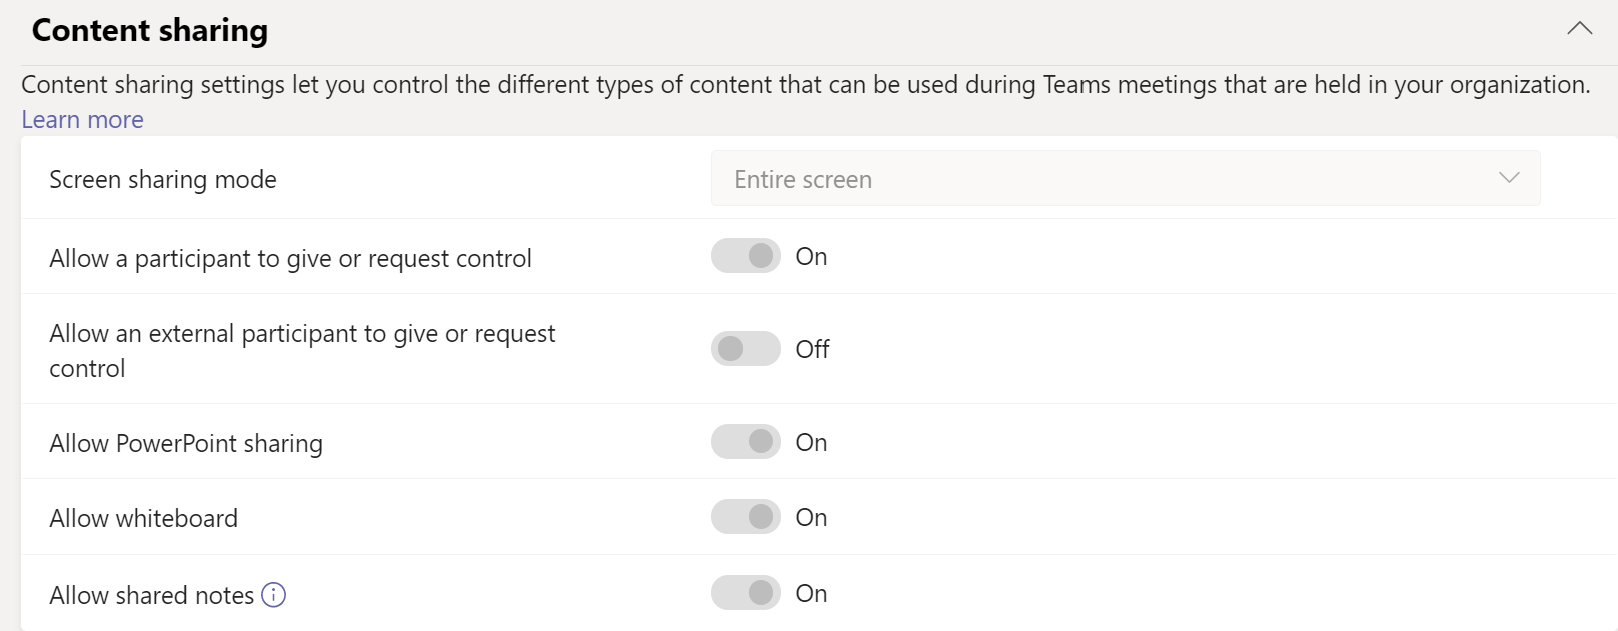 Content sharing
Content sharing settings let you control the different types of content that can be used during Teams meetings that are held in your organization.
Learn more
Screen sharing mode
Entire screen
Allow a participant to give or request control
On
Allow an external participant to give or request
control
Off
Allow PowerPoint sharing
On
Allow whiteboard
On
Allow shared notes
On